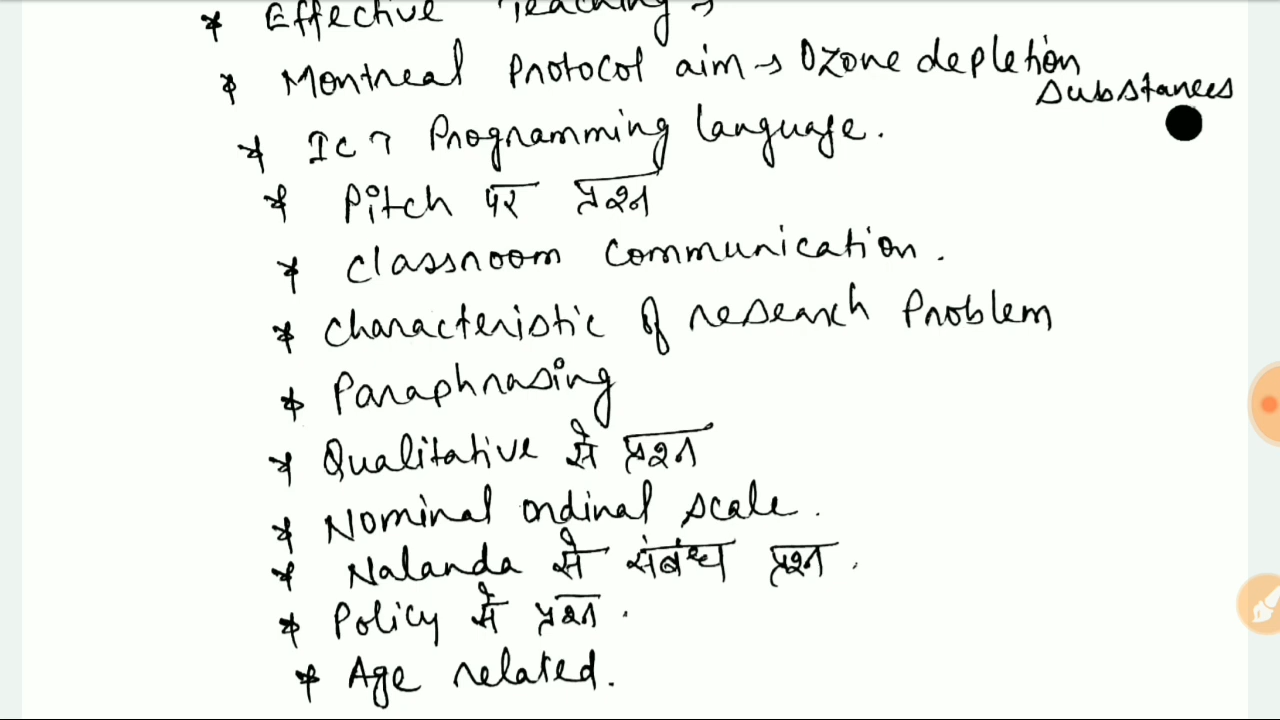 * Effective Teaching →
* Montreal Protocol aim → Ozone depletion
substances
* ICT Programming language.
* Pitch पर प्रश्न
* Classroom communication.
* Characteristic of research Problem
* Paraphrasing
* Qualitative से प्रश्न
* Nominal ordinal scale.
* Nalanda से संबंध प्रश्न.
* Policy से प्रश्न.
* Age related.